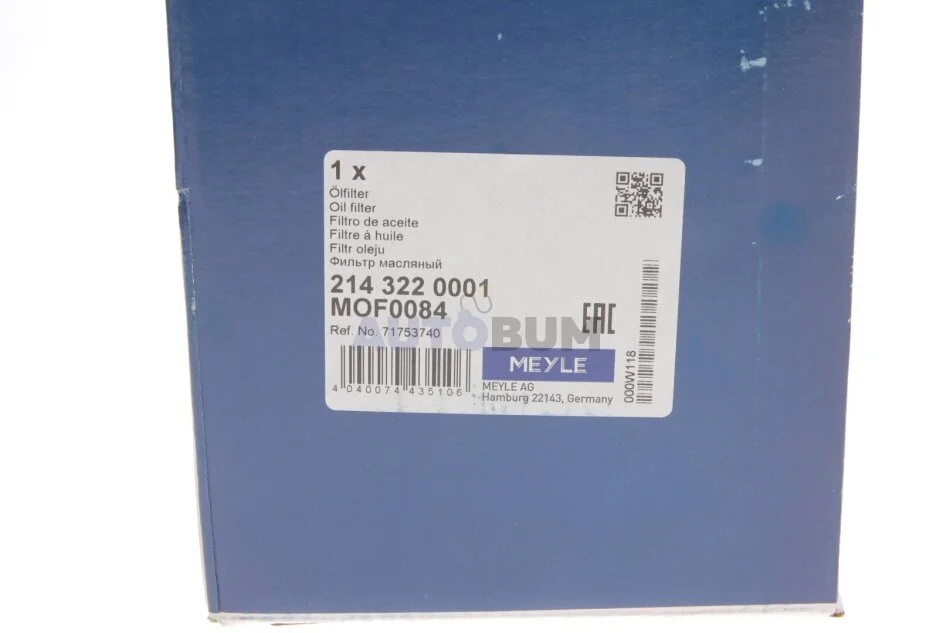 1 x
Ölfilter
Oil filter
Filtro de aceite
Filtre à huile
Filtr oleju
Фильтр масляный
214 322 0001
MOF0084
Ref. No. 71753740
EAC
AUTOBUM
MEYLE
4 040074 435106
MEYLE AG
Hamburg 22143, Germany
000W118